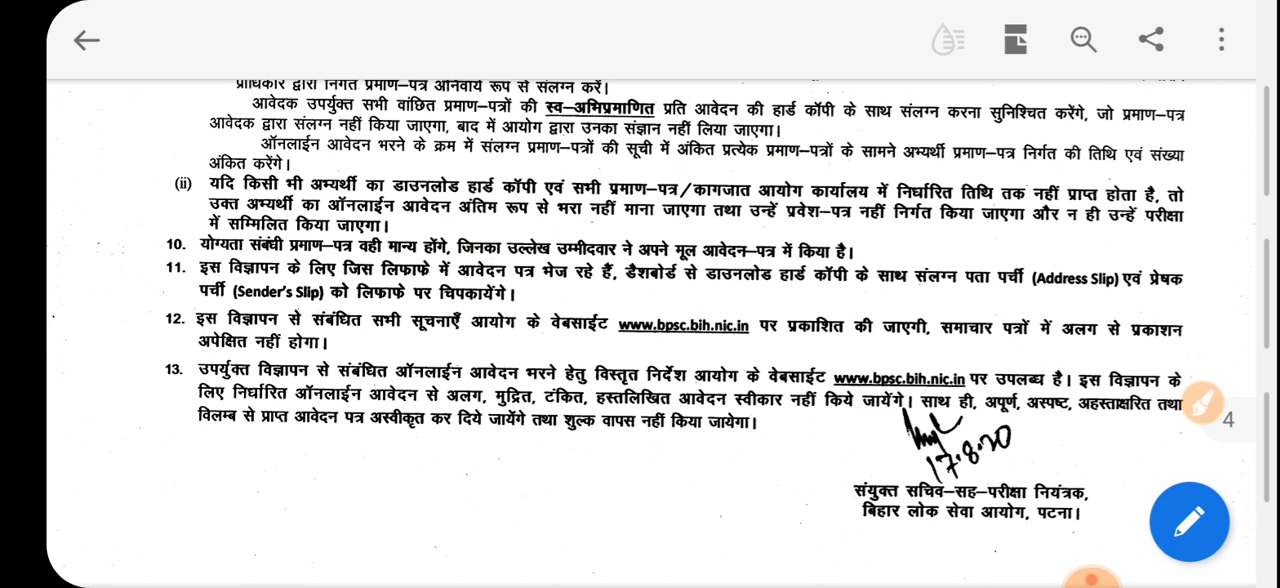 प्राधिकार द्वारा निर्गत प्रमाण–पत्र अनिवार्य रूप से संलग्न करें।
आवेदक उपर्युक्त सभी वांछित प्रमाण–पत्रों की स्व–अभिप्रमाणित प्रति आवेदन की हार्ड कॉपी के साथ संलग्न करना सुनिश्चित करेंगे, जो प्रमाण–पत्र
आवेदक द्वारा संलग्न नहीं किया जाएगा, बाद में आयोग द्वारा उनका संज्ञान नहीं लिया जाएगा।
ऑनलाईन आवेदन भरने के क्रम में संलग्न प्रमाण–पत्रों की सूची में अंकित प्रत्येक प्रमाण–पत्रों के सामने अभ्यर्थी प्रमाण–पत्र निर्गत की तिथि एवं संख्या
अंकित करेंगे।
(ii) यदि किसी भी अभ्यर्थी का डाउनलोड हार्ड कॉपी एवं सभी प्रमाण–पत्र/कागजात आयोग कार्यालय में निर्धारित तिथि तक नहीं प्राप्त होता है, तो
उक्त अभ्यर्थी का ऑनलाईन आवेदन अंतिम रूप से भरा नहीं माना जाएगा तथा उन्हें प्रवेश–पत्र नहीं निर्गत किया जाएगा और न ही उन्हें परीक्षा
में सम्मिलित किया जाएगा।
10. योग्यता संबंधी प्रमाण–पत्र वही मान्य होंगे, जिनका उल्लेख उम्मीदवार ने अपने मूल आवेदन–पत्र में किया है।
11. इस विज्ञापन के लिए जिस लिफाफे में आवेदन पत्र भेज रहे हैं, डैशबोर्ड से डाउनलोड हार्ड कॉपी के साथ संलग्न पता पर्ची (Address Slip) एवं प्रेषक
पर्ची (Sender's Slip) को लिफाफे पर चिपकायेंगे।
12. इस विज्ञापन से संबंधित सभी सूचनाएँ आयोग के वेबसाईट www.bpsc.bih.nic.in पर प्रकाशित की जाएगी, समाचार पत्रों में अलग से प्रकाशन
अपेक्षित नहीं होगा।
13. उपर्युक्त विज्ञापन से संबंधित ऑनलाईन आवेदन भरने हेतु विस्तृत निर्देश आयोग के वेबसाईट www.bpsc.bih.nic.in पर उपलब्ध है। इस विज्ञापन के
लिए निर्धारित ऑनलाईन आवेदन से अलग, मुद्रित, टंकित, हस्तलिखित आवेदन स्वीकार नहीं किये जायेंगे। साथ ही, अपूर्ण, अस्पष्ट, अहस्ताक्षरित तथा
विलम्ब से प्राप्त आवेदन पत्र अस्वीकृत कर दिये जायेंगे तथा शुल्क वापस नहीं किया जायेगा।
4
17.8.20
संयुक्त सचिव–सह–परीक्षा नियंत्रक,
बिहार लोक सेवा आयोग, पटना।